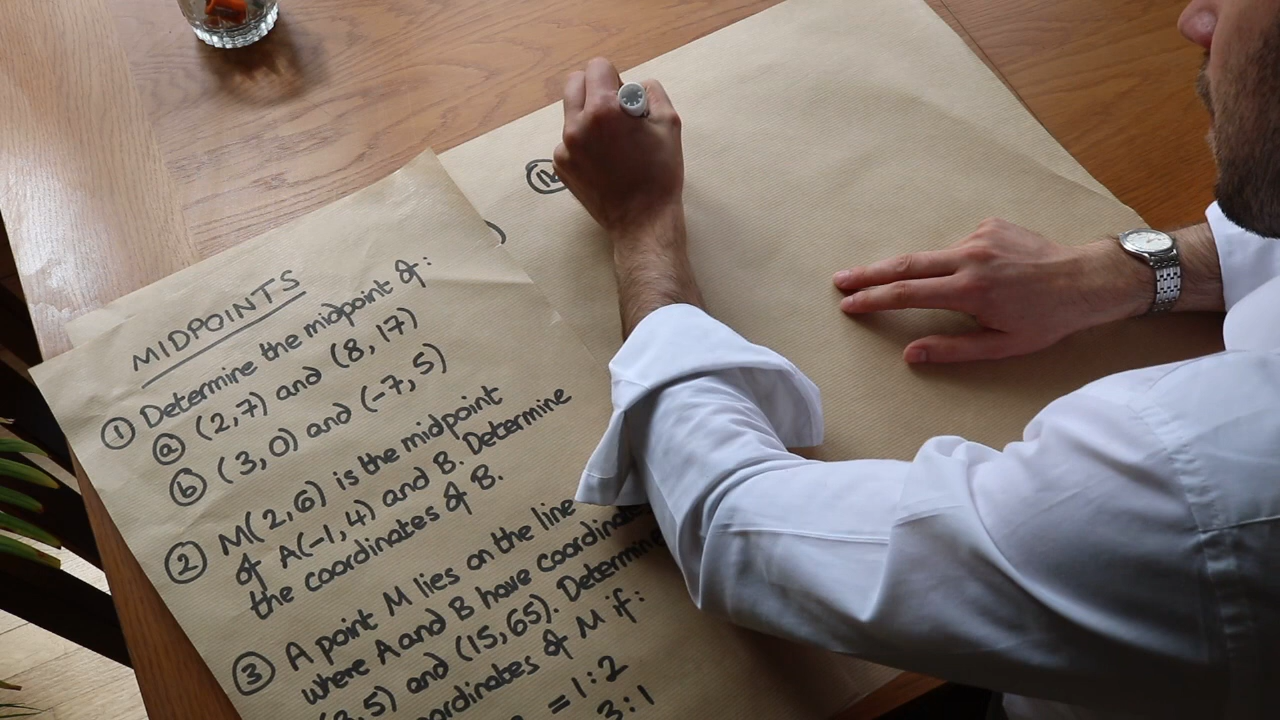 MIDPOINTS
① Determine the midpoint of:
ⓐ (2,7) and (8,17)
ⓑ (3,0) and (-7,5)
② M(2,6) is the midpoint
of A(-1,4) and B. Determine
the coordinates of B.
③ A point M lies on the line
where A and B have
,5) and (15,65). Determine
of M if:
= 1:2
3:1